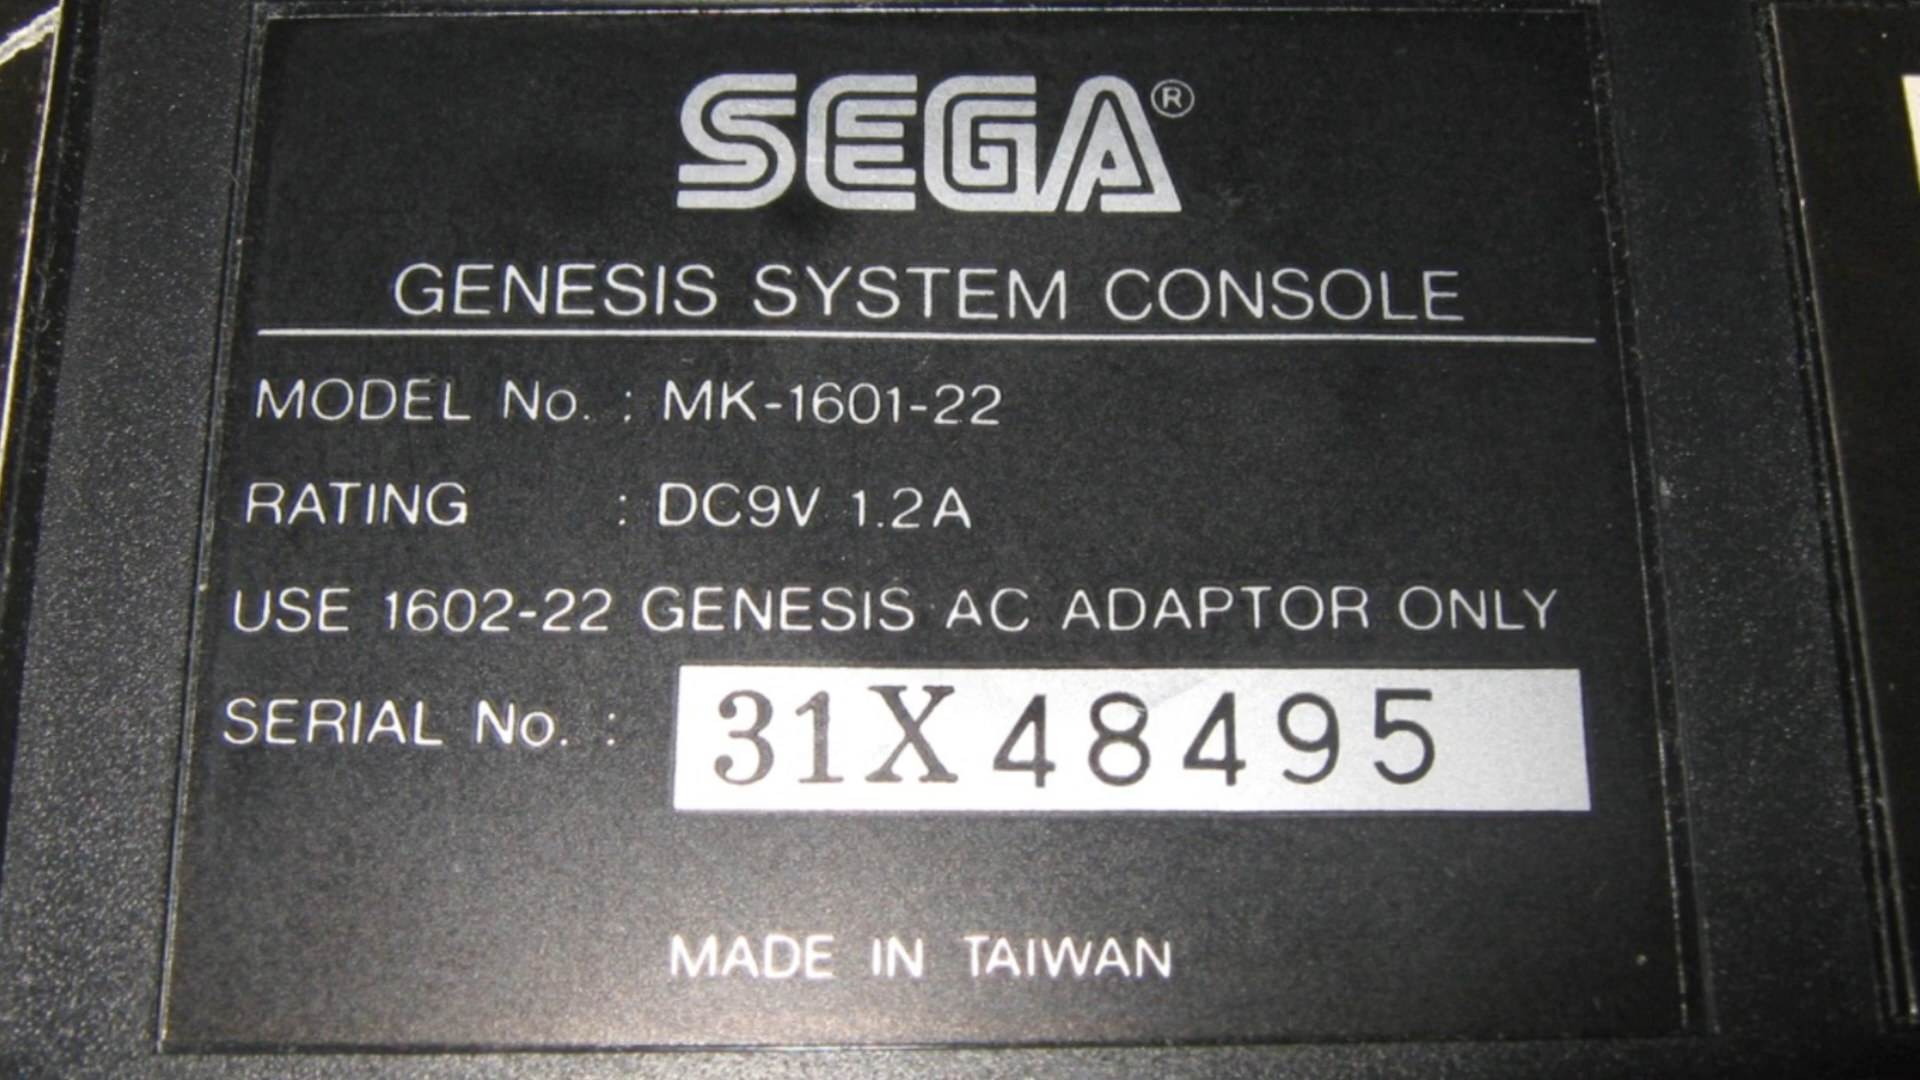 SEGA®
GENESIS SYSTEM CONSOLE
MODEL No. : MK-1601-22
RATING : DC9V 1.2A
USE 1602-22 GENESIS AC ADAPTOR ONLY
SERIAL No. : 31X48495
MADE IN TAIWAN